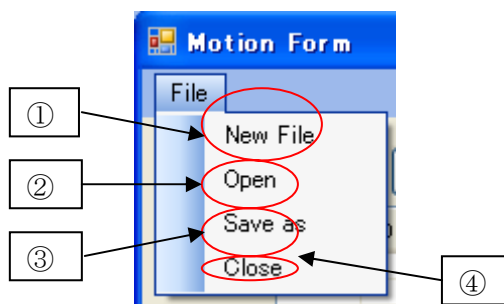 Motion Form
File
① New File
② Open
③ Save as
Close ④